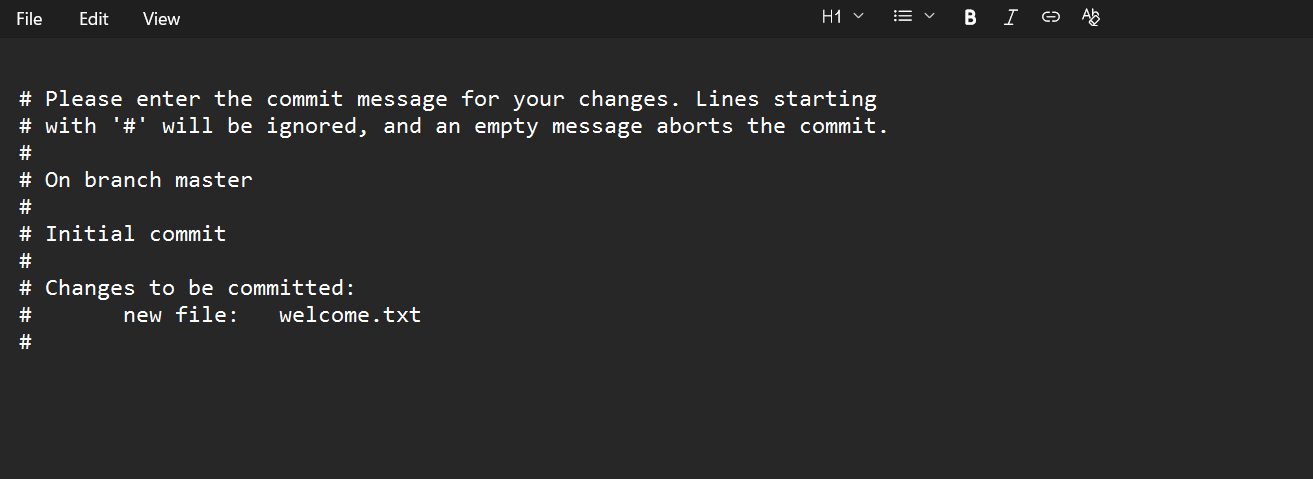 File Edit View H1 B I Ab
# Please enter the commit message for your changes. Lines starting
# with '#' will be ignored, and an empty message aborts the commit.
#
# On branch master
#
# Initial commit
#
# Changes to be committed:
#       new file:   welcome.txt
#